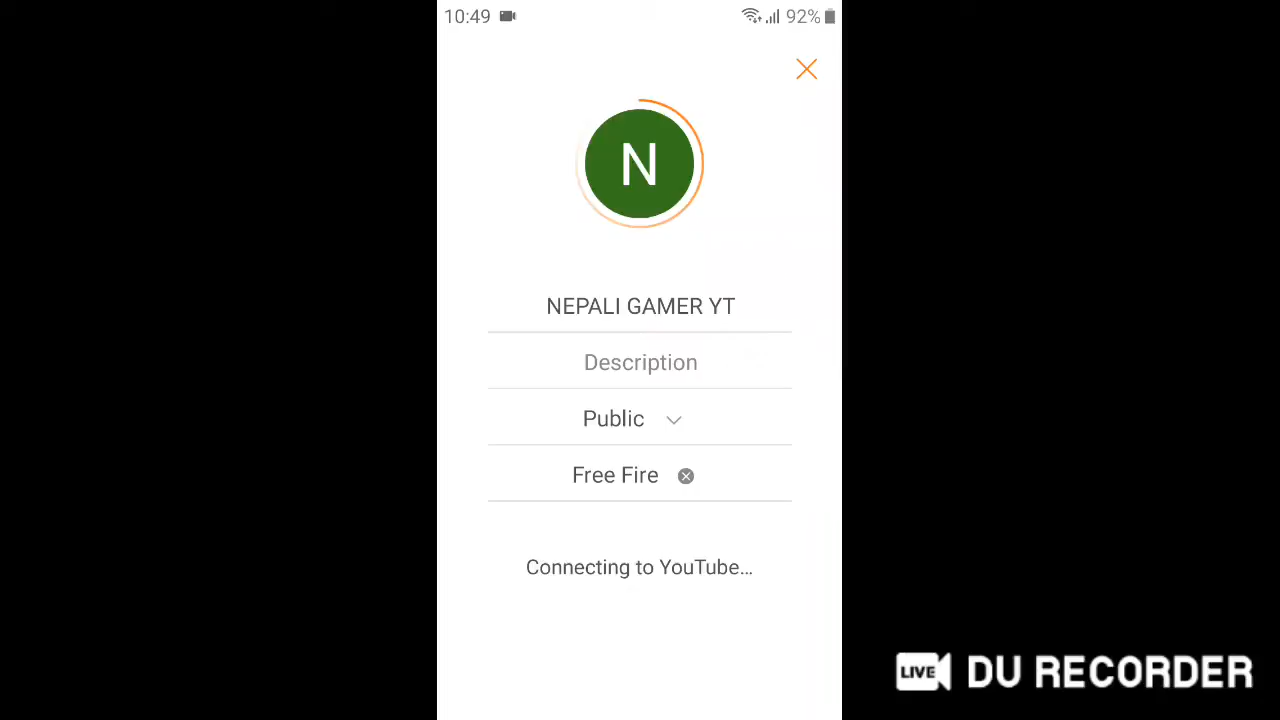 10:49
92%
N
NEPALI GAMER YT
Description
Public
Free Fire
Connecting to YouTube...
LIVE DU RECORDER